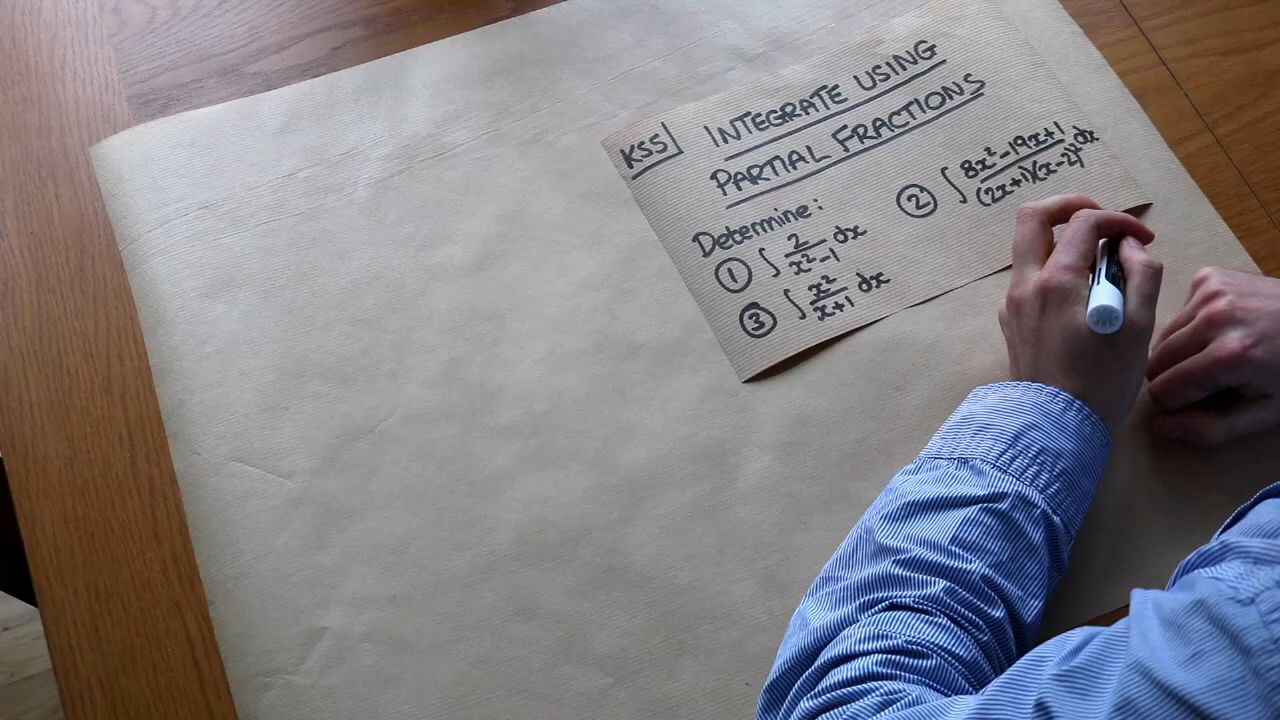 KS5
INTEGRATE USING
PARTIAL FRACTIONS
Determine:
① ∫ 2/(x²-1) dx
② ∫ (8x²-19x+1)/((2x+1)(x-2)²) dx
③ ∫ x²/(x+1) dx